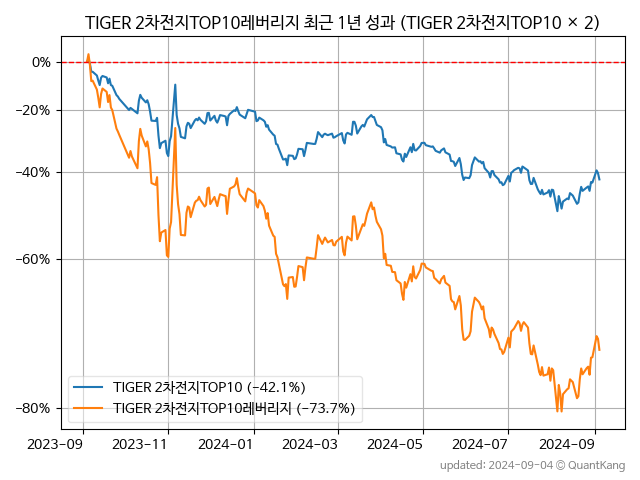 TIGER 2차전지TOP10레버리지 최근 1년 성과 (TIGER 2차전지TOP10 × 2)
0%
−20%
−40%
−60%
−80%
TIGER 2차전지TOP10 (−42.1%)
TIGER 2차전지TOP10레버리지 (−73.7%)
2023-09 2023-11 2024-01 2024-03 2024-05 2024-07 2024-09
updated: 2024-09-04 © QuantKang